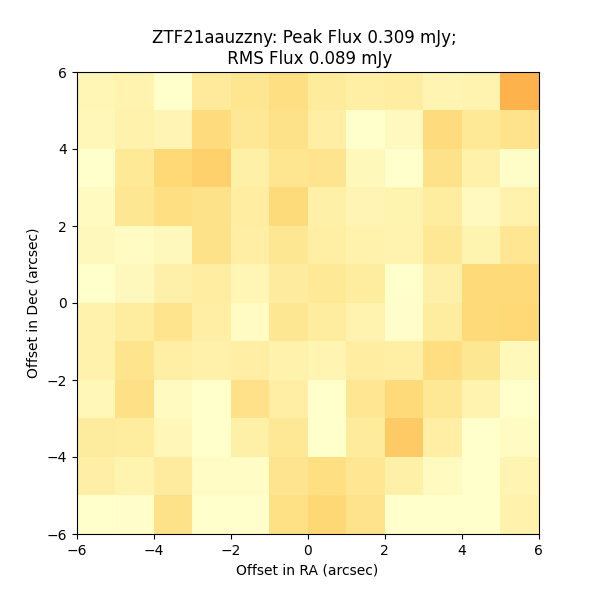 ZTF21aauzzny: Peak Flux 0.309 mJy;
RMS Flux 0.089 mJy
6
4
2
0
−2
−4
−6
Offset in Dec (arcsec)
−6 −4 −2 0 2 4 6
Offset in RA (arcsec)